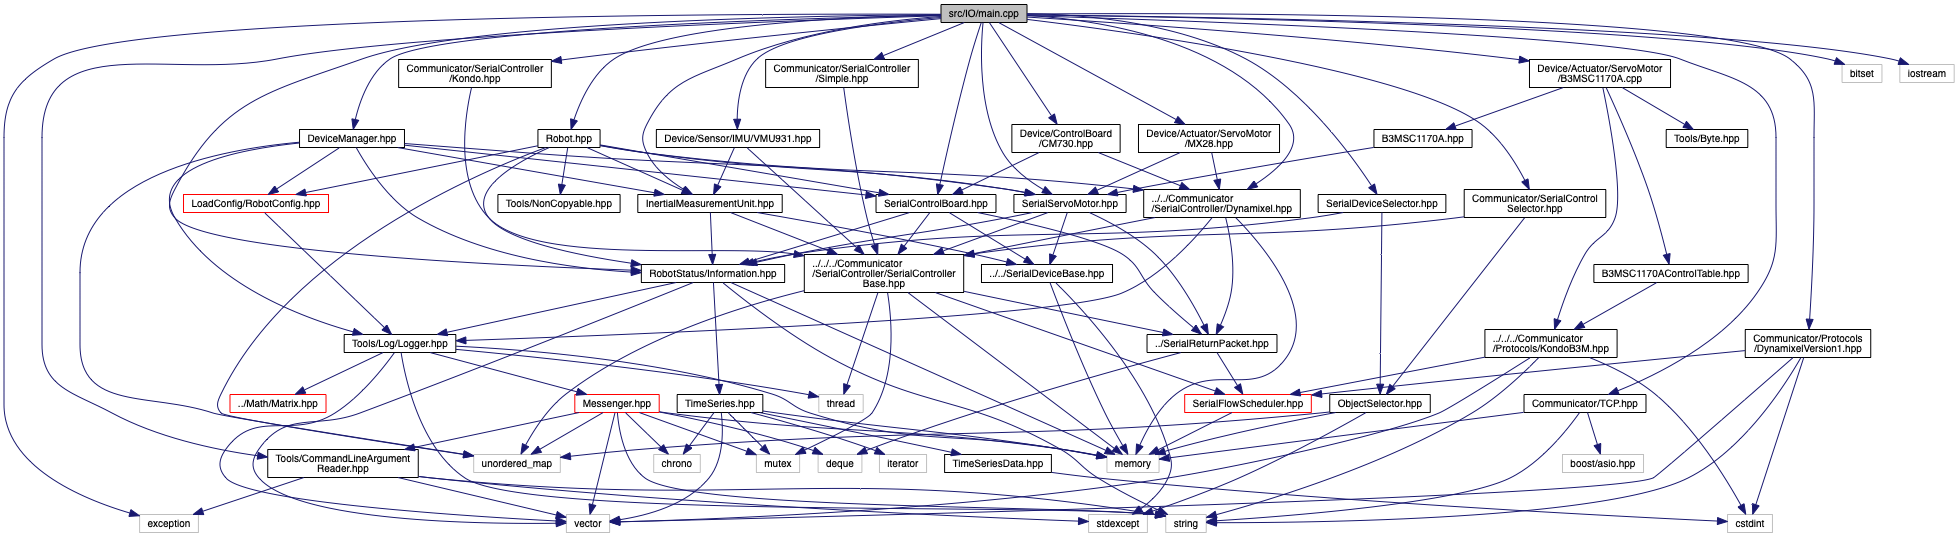 src/IO/main.cpp
Communicator/SerialController
/Kondo.hpp
Communicator/SerialController
/Simple.hpp
Device/Actuator/ServoMotor
/B3MSC1170A.cpp
bitset
iostream
DeviceManager.hpp
Robot.hpp
Device/Sensor/IMU/VMU931.hpp
Device/ControlBoard
/CM730.hpp
Device/Actuator/ServoMotor
/MX28.hpp
B3MSC1170A.hpp
Tools/Byte.hpp
LoadConfig/RobotConfig.hpp
Tools/NonCopyable.hpp
InertialMeasurementUnit.hpp
SerialControlBoard.hpp
SerialServoMotor.hpp
../../Communicator
/SerialController/Dynamixel.hpp
SerialDeviceSelector.hpp
Communicator/SerialControl
Selector.hpp
RobotStatus/Information.hpp
../../../Communicator
/SerialController/SerialController
Base.hpp
../../SerialDeviceBase.hpp
B3MSC1170AControlTable.hpp
Tools/Log/Logger.hpp
../SerialReturnPacket.hpp
../../../Communicator
/Protocols/KondoB3M.hpp
Communicator/Protocols
/DynamixelVersion1.hpp
../Math/Matrix.hpp
Messenger.hpp
TimeSeries.hpp
thread
SerialFlowScheduler.hpp
ObjectSelector.hpp
Communicator/TCP.hpp
Tools/CommandLineArgument
Reader.hpp
unordered_map
chrono
mutex
deque
iterator
TimeSeriesData.hpp
memory
boost/asio.hpp
exception
vector
stdexcept
string
cstdint